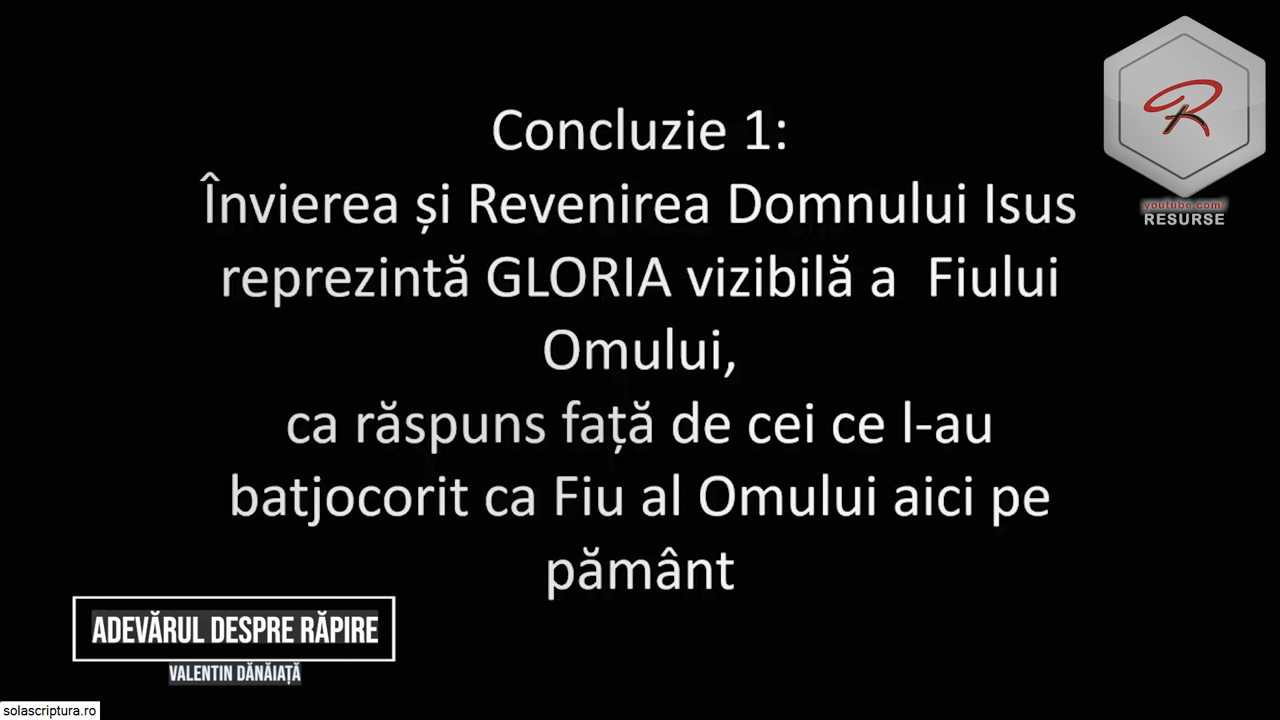 Concluzie 1:
Învierea și Revenirea Domnului Isus
reprezintă GLORIA vizibilă a  Fiului
Omului,
ca răspuns față de cei ce l-au
batjocorit ca Fiu al Omului aici pe
pământ
R
youtube.com/
RESURSE
ADEVĂRUL DESPRE RĂPIRE
VALENTIN DĂNĂIAȚĂ
solascriptura.ro